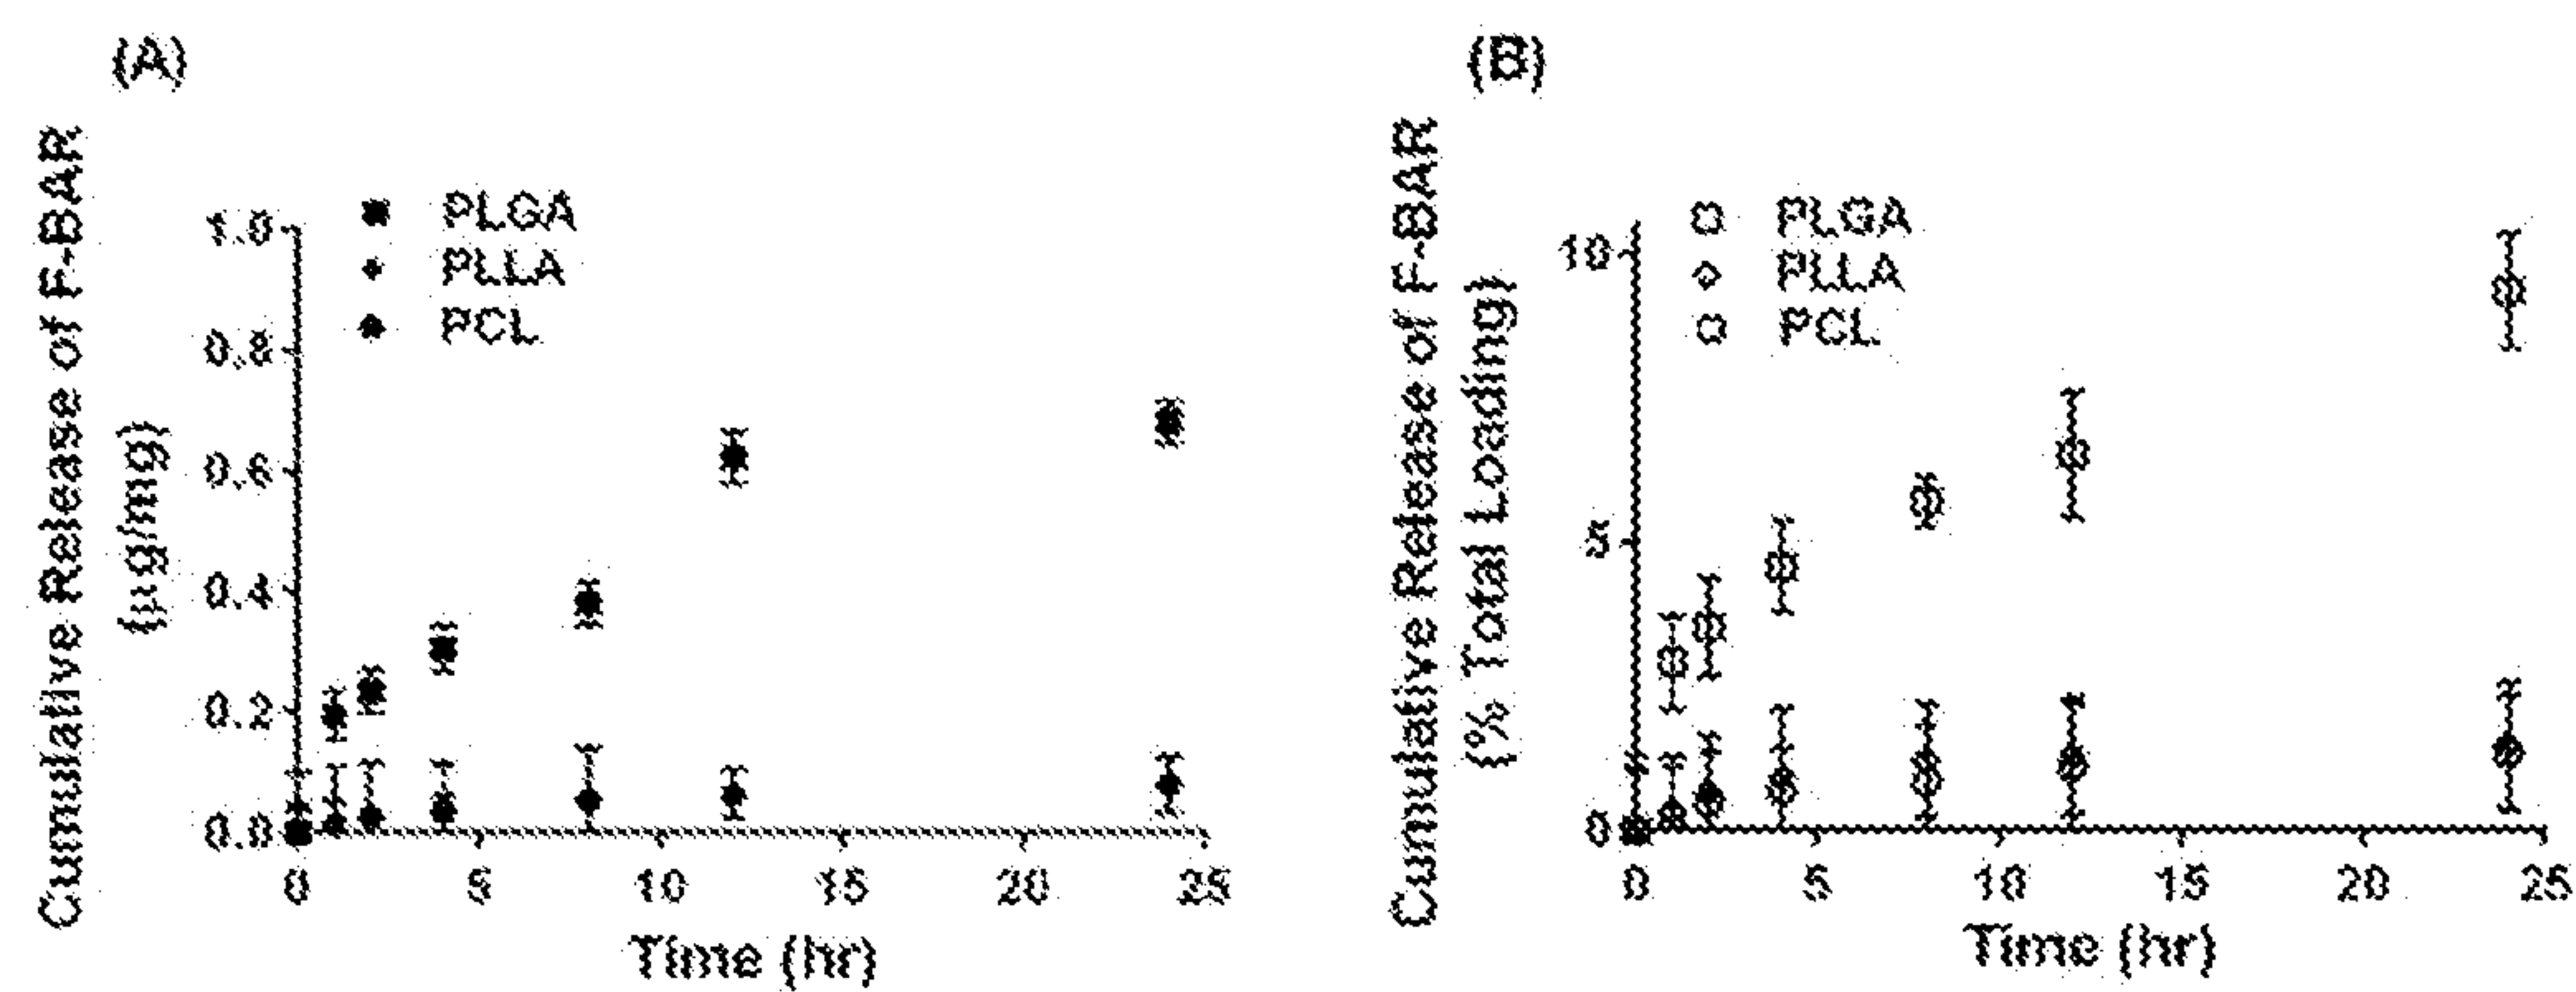 (A)
Cumulative Release of F-BAR
(µg/mg)
1.0
0.8
0.6
0.4
0.2
0.0
PLGA
PLLA
PCL
0 5 10 15 20 25
Time (hr)
(B)
Cumulative Release of F-BAR
(% Total Loading)
10
5
0
PLGA
PLLA
PCL
0 5 10 15 20 25
Time (hr)